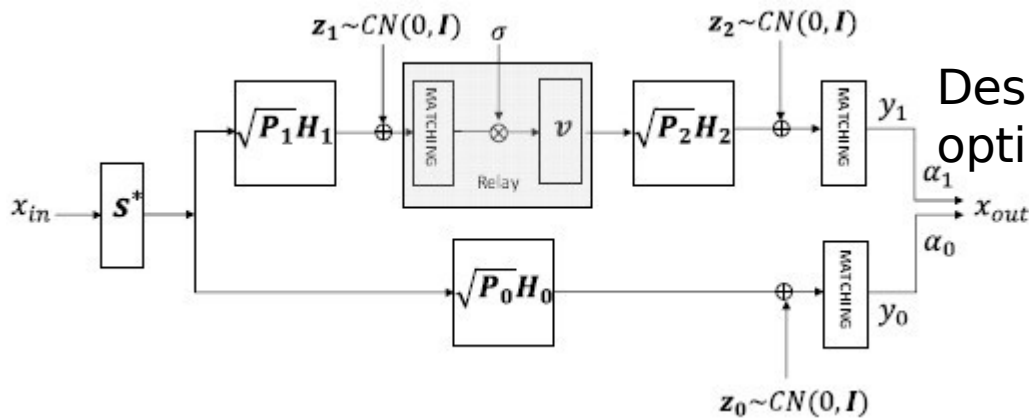 z₁~CN(0, I)
σ
z₂~CN(0, I)
MATCHING
√P₁H₁
v
Relay
√P₂H₂
MATCHING
y₁
Des
opti
α₁
x_in
s*
x_out
α₀
√P₀H₀
MATCHING
y₀
z₀~CN(0, I)